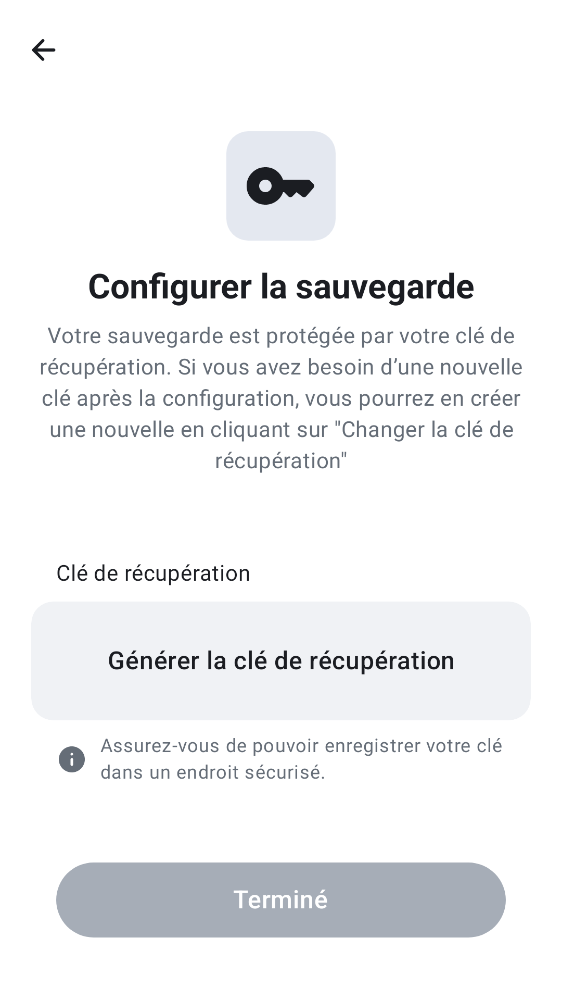 Configurer la sauvegarde
Votre sauvegarde est protégée par votre clé de
récupération. Si vous avez besoin d’une nouvelle
clé après la configuration, vous pourrez en créer
une nouvelle en cliquant sur "Changer la clé de
récupération"
Clé de récupération
Générer la clé de récupération
Assurez-vous de pouvoir enregistrer votre clé
dans un endroit sécurisé.
Terminé